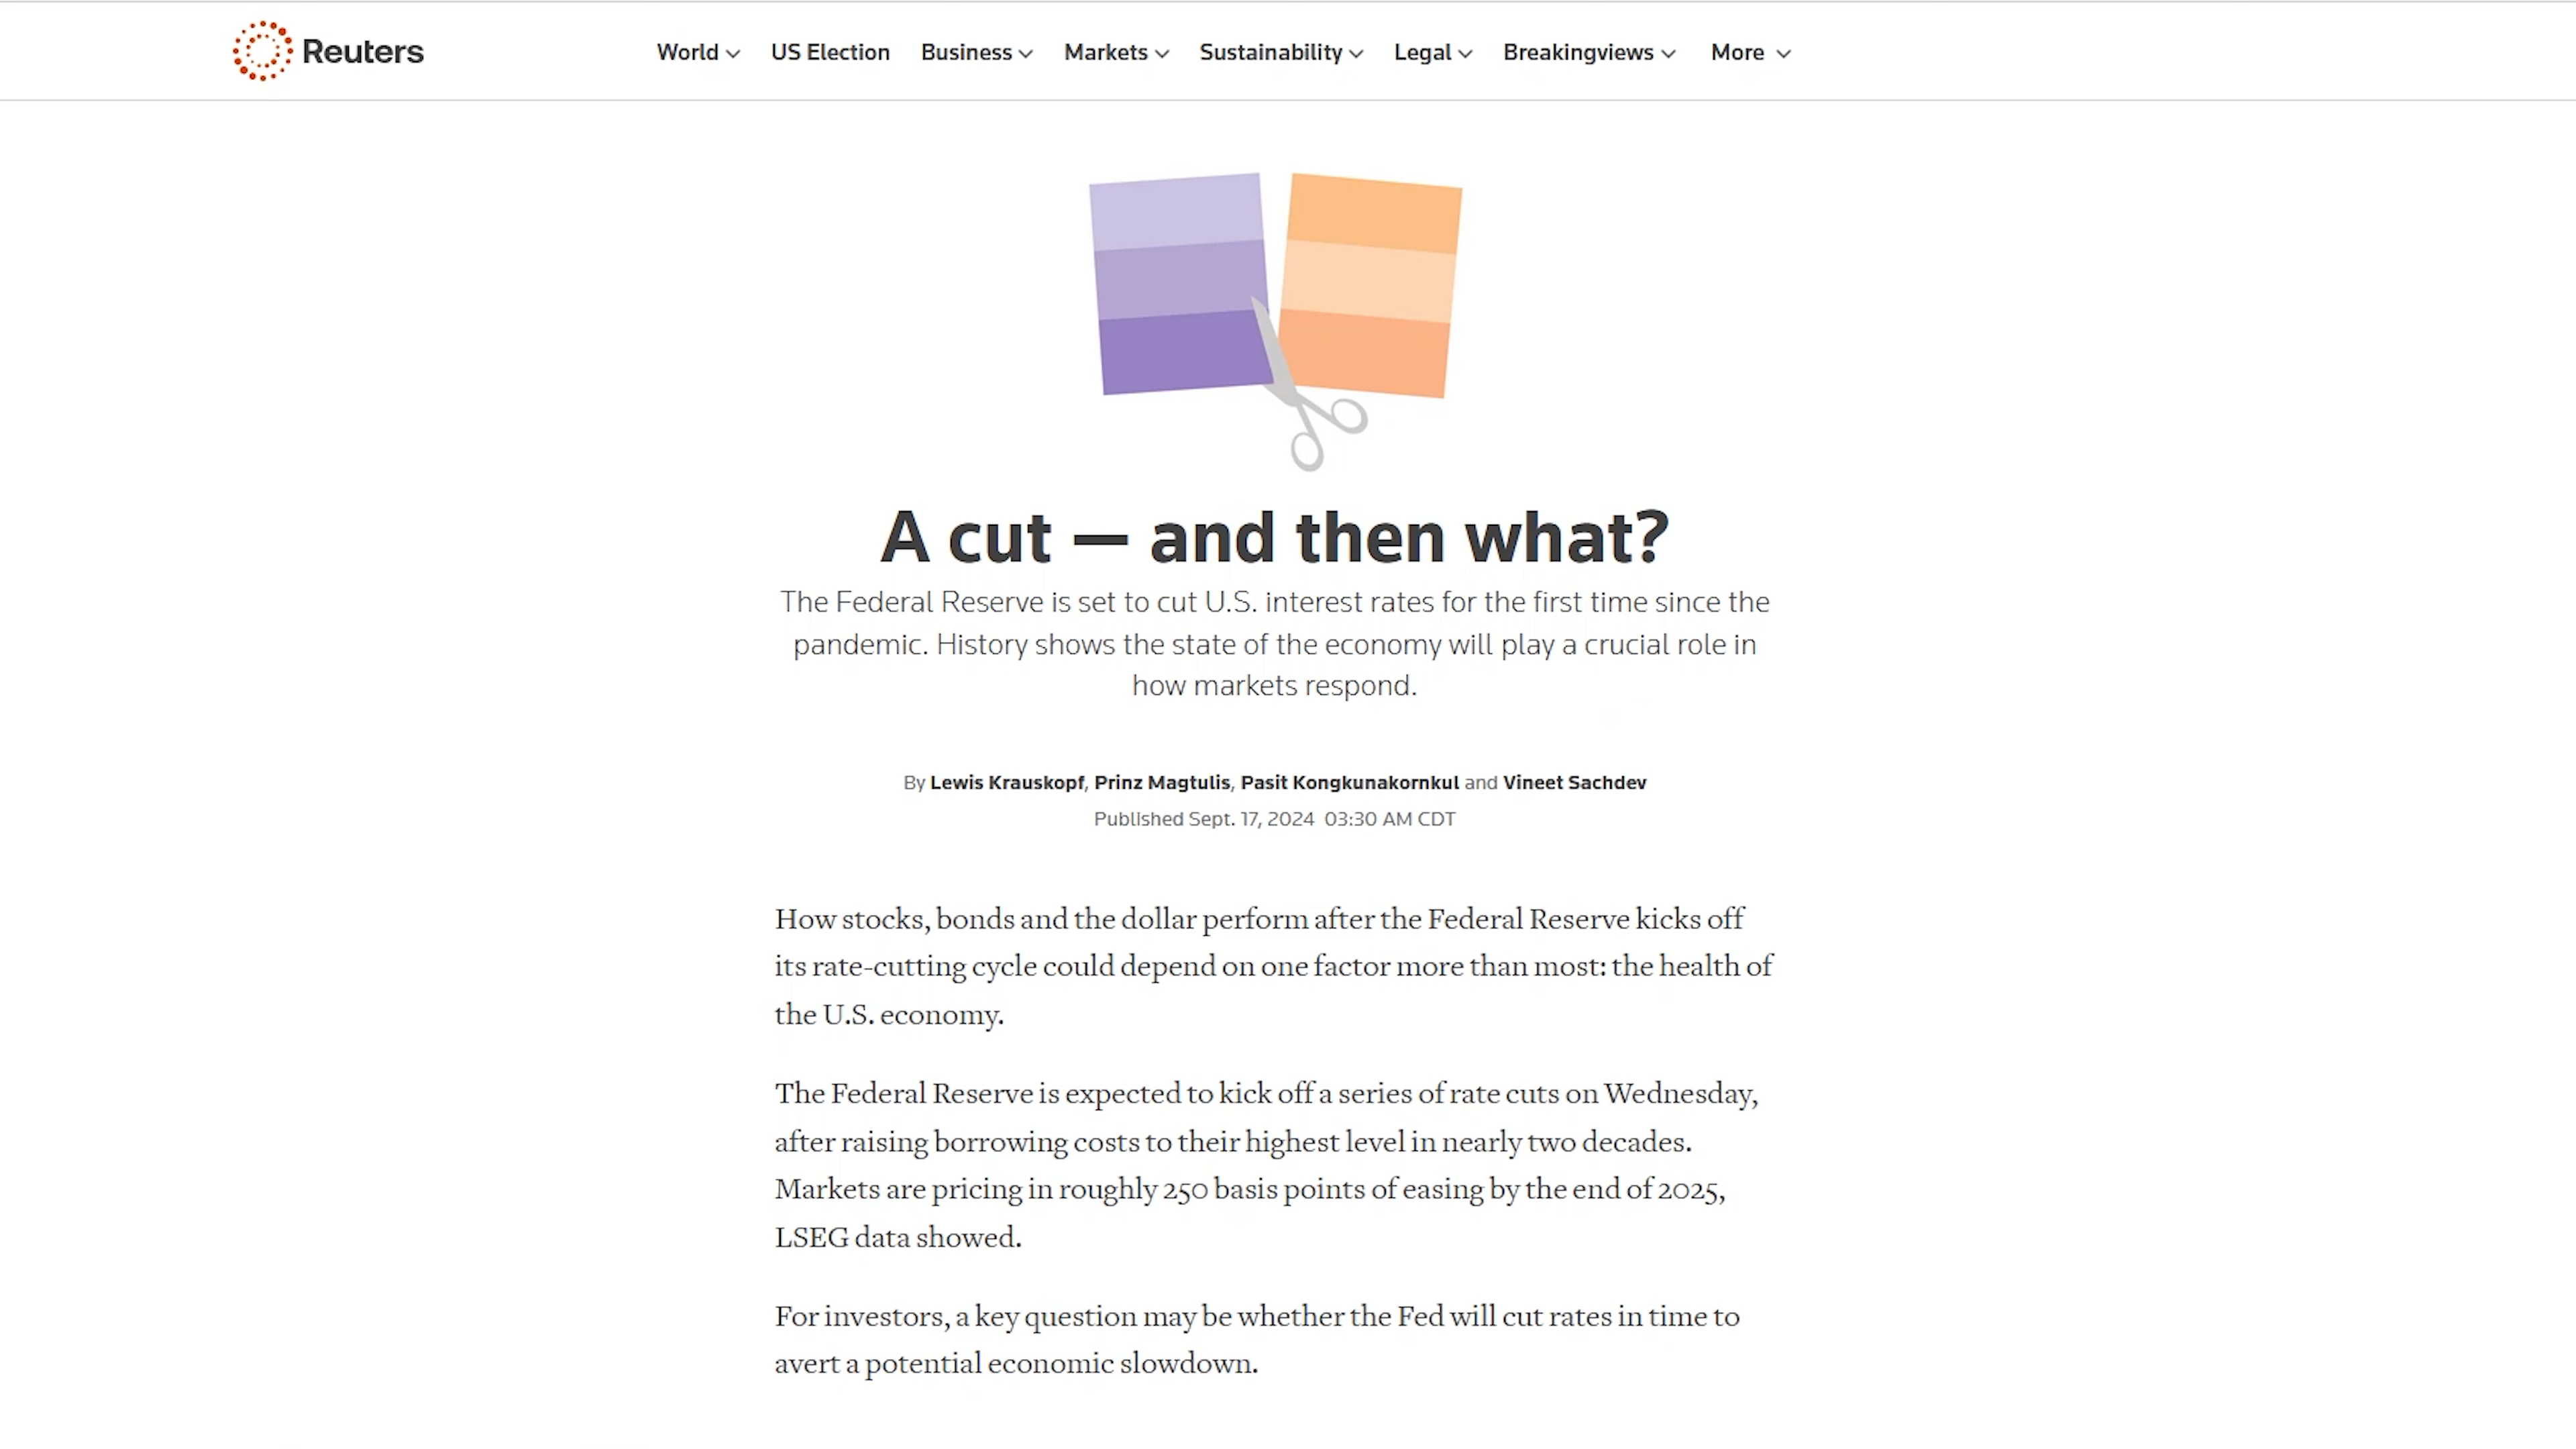 Reuters
World
US Election
Business
Markets
Sustainability
Legal
Breakingviews
More
A cut — and then what?
The Federal Reserve is set to cut U.S. interest rates for the first time since the
pandemic. History shows the state of the economy will play a crucial role in
how markets respond.
By Lewis Krauskopf, Prinz Magtulis, Pasit Kongkunakornkul and Vineet Sachdev
Published Sept. 17, 2024 03:30 AM CDT
How stocks, bonds and the dollar perform after the Federal Reserve kicks off
its rate-cutting cycle could depend on one factor more than most: the health of
the U.S. economy.
The Federal Reserve is expected to kick off a series of rate cuts on Wednesday,
after raising borrowing costs to their highest level in nearly two decades.
Markets are pricing in roughly 250 basis points of easing by the end of 2025,
LSEG data showed.
For investors, a key question may be whether the Fed will cut rates in time to
avert a potential economic slowdown.